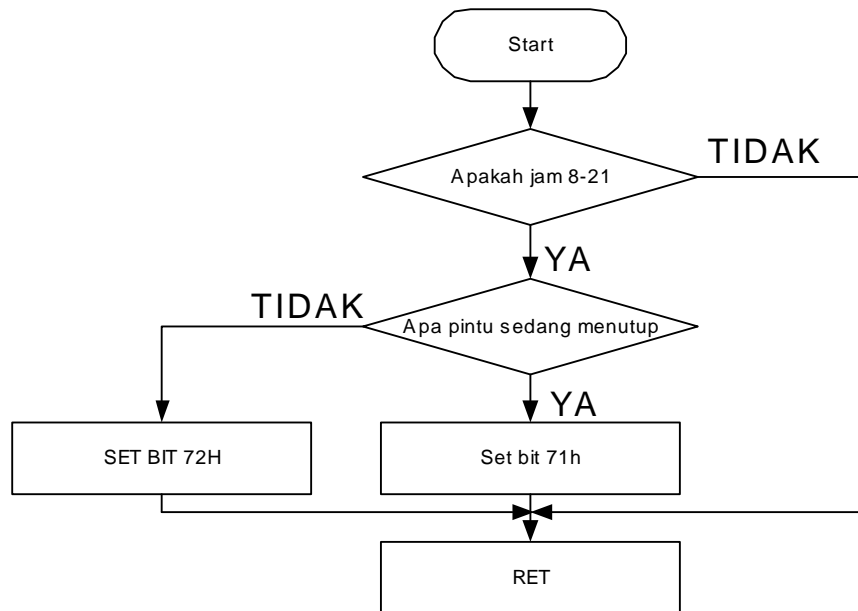 Start
Apakah jam 8-21
TIDAK
YA
TIDAK
Apa pintu sedang menutup
YA
SET BIT 72H
Set bit 71h
RET